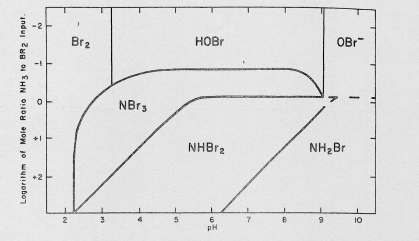 Logarithm of Mole Ratio NH3 to BR2 Input.
-2
-1
0
+1
+2
Br2
HOBr
OBr-
NBr3
NHBr2
NH2Br
2 3 4 5 6 7 8 9 10
pH